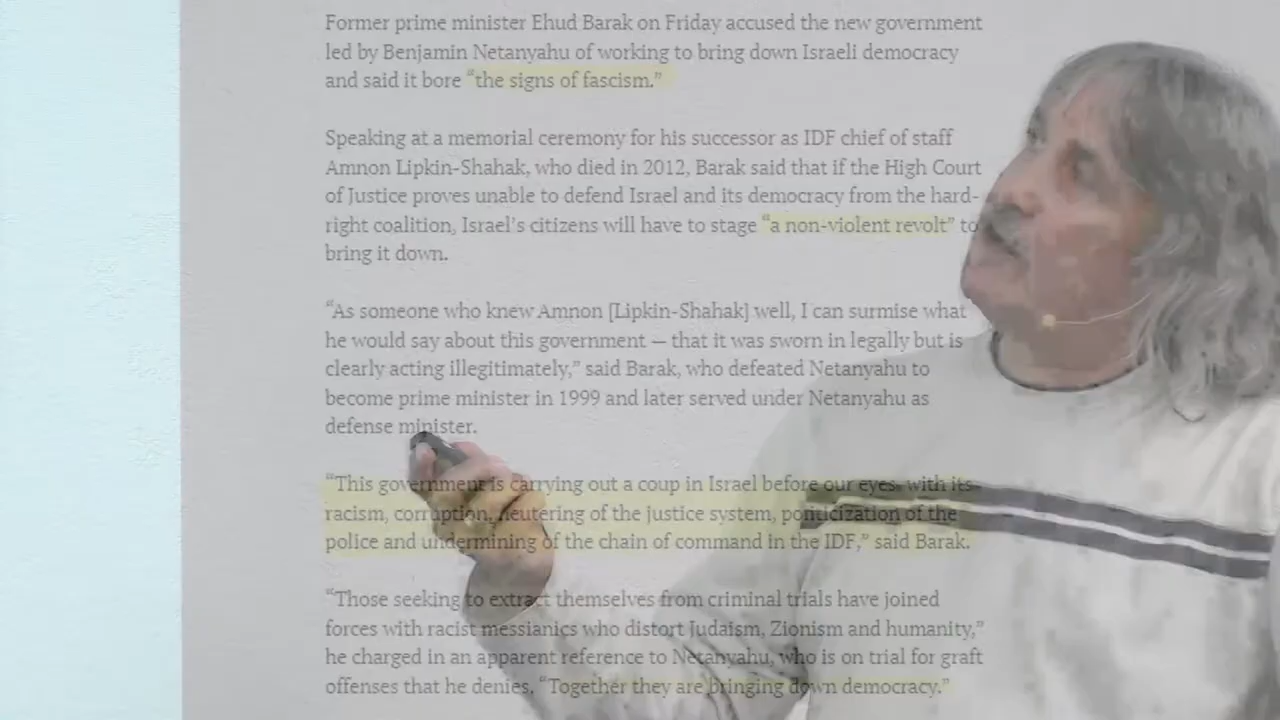 Former prime minister Ehud Barak on Friday accused the new government
led by Benjamin Netanyahu of working to bring down Israeli democracy
and said it bore “the signs of fascism.”
Speaking at a memorial ceremony for his successor as IDF chief of staff
Amnon Lipkin-Shahak, who died in 2012, Barak said that if the High Court
of Justice proves unable to defend Israel and its democracy from the hard-
right coalition, Israel’s citizens will have to stage “a non-violent revolt” to
bring it down.
“As someone who knew Amnon [Lipkin-Shahak] well, I can surmise what
he would say about this government — that it was sworn in legally but is
clearly acting illegitimately,” said Barak, who defeated Netanyahu to
become prime minister in 1999 and later served under Netanyahu as
defense minister.
“This government is carrying out a coup in Israel before our eyes, with its
racism, corruption, neutering of the justice system, politicization of the
police and undermining of the chain of command in the IDF,” said Barak.
“Those seeking to extract themselves from criminal trials have joined
forces with racist messianics who distort Judaism, Zionism and humanity,”
he charged in an apparent reference to Netanyahu, who is on trial for graft
offenses that he denies. “Together they are bringing down democracy.”